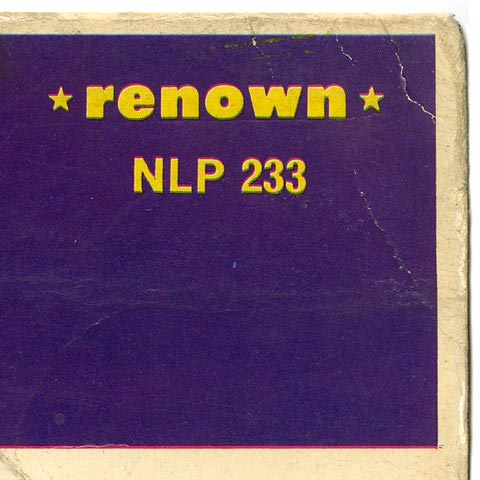 ★ renown ★
NLP 233